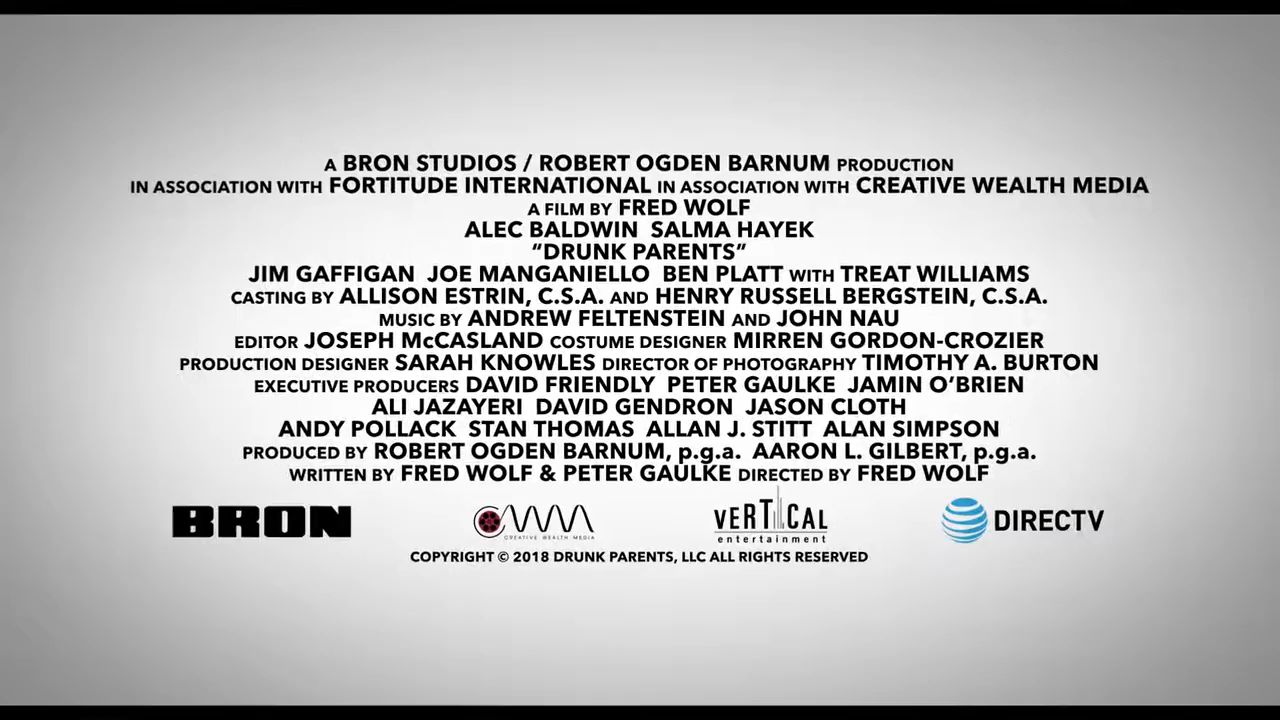 A BRON STUDIOS / ROBERT OGDEN BARNUM PRODUCTION
IN ASSOCIATION WITH FORTITUDE INTERNATIONAL IN ASSOCIATION WITH CREATIVE WEALTH MEDIA
A FILM BY FRED WOLF
ALEC BALDWIN SALMA HAYEK
“DRUNK PARENTS”
JIM GAFFIGAN JOE MANGANIELLO BEN PLATT WITH TREAT WILLIAMS
CASTING BY ALLISON ESTRIN, C.S.A. AND HENRY RUSSELL BERGSTEIN, C.S.A.
MUSIC BY ANDREW FELTENSTEIN AND JOHN NAU
EDITOR JOSEPH McCASLAND COSTUME DESIGNER MIRREN GORDON-CROZIER
PRODUCTION DESIGNER SARAH KNOWLES DIRECTOR OF PHOTOGRAPHY TIMOTHY A. BURTON
EXECUTIVE PRODUCERS DAVID FRIENDLY PETER GAULKE JAMIN O’BRIEN
ALI JAZAYERI DAVID GENDRON JASON CLOTH
ANDY POLLACK STAN THOMAS ALLAN J. STITT ALAN SIMPSON
PRODUCED BY ROBERT OGDEN BARNUM, p.g.a. AARON L. GILBERT, p.g.a.
WRITTEN BY FRED WOLF & PETER GAULKE DIRECTED BY FRED WOLF
BRON
CWM
CREATIVE WEALTH MEDIA
VERTICAL
entertainment
DIRECTV
COPYRIGHT © 2018 DRUNK PARENTS, LLC ALL RIGHTS RESERVED